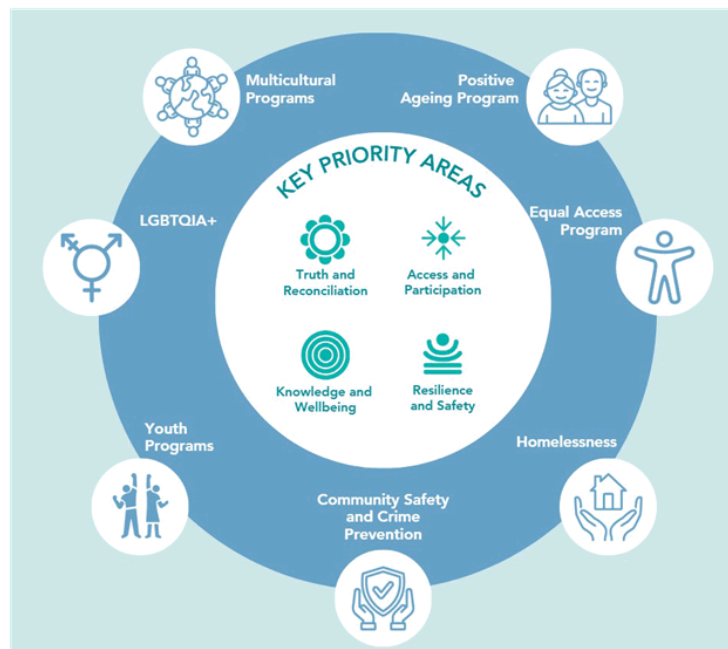 Multicultural
Programs
Positive
Ageing Program
KEY PRIORITY AREAS
LGBTQIA+
Equal Access
Program
Truth and
Reconciliation
Access and
Participation
Knowledge and
Wellbeing
Resilience
and Safety
Youth
Programs
Homelessness
Community Safety
and Crime
Prevention